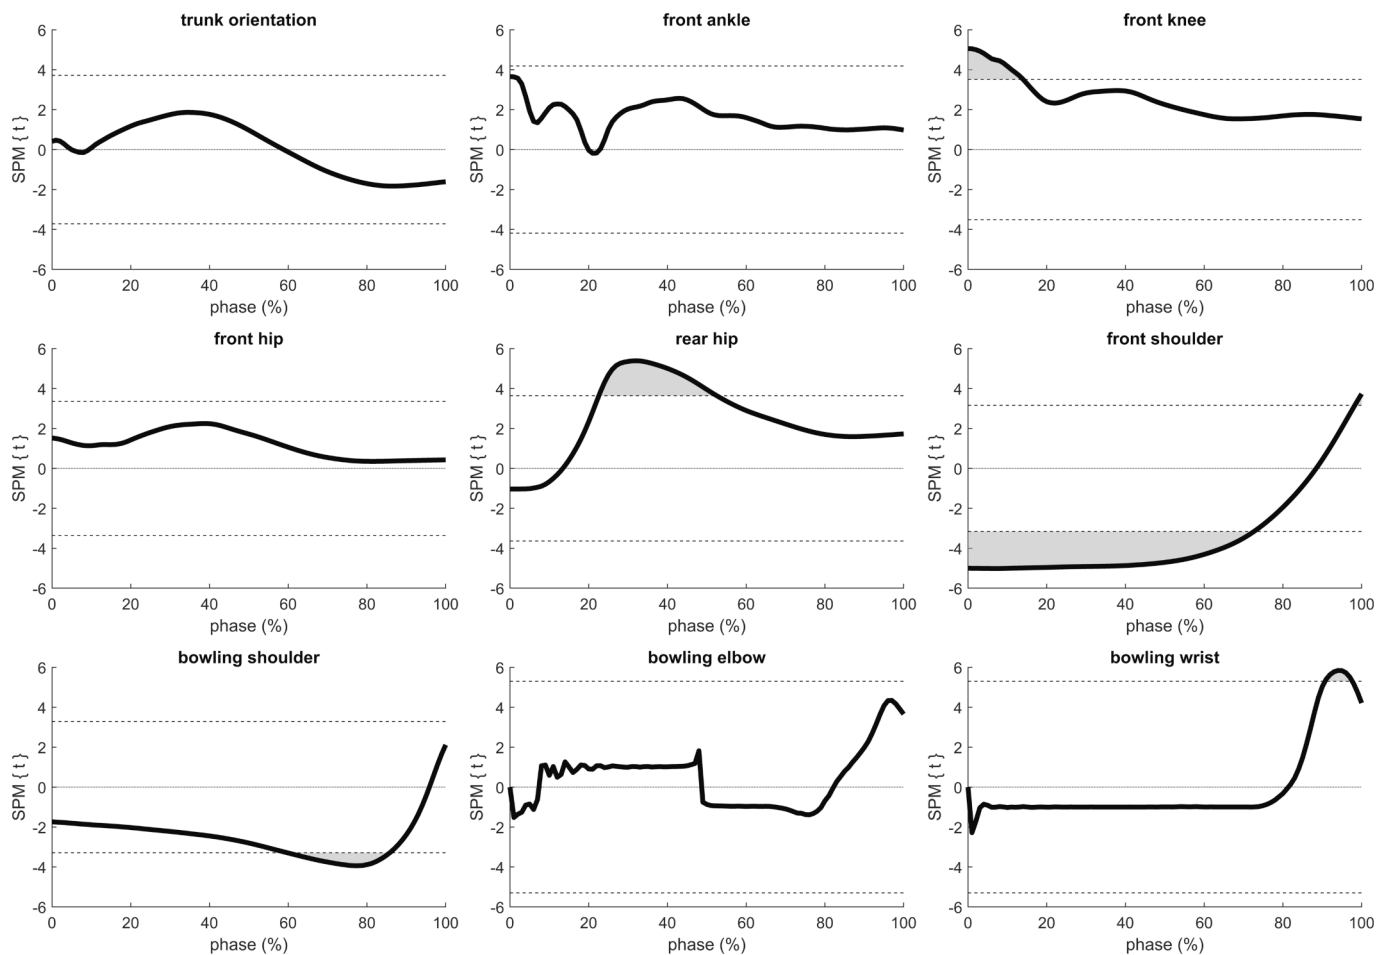 trunk orientation
6
4
2
0
-2
-4
-6
SPM { t }
0 20 40 60 80 100
phase (%)
front ankle
6
4
2
0
-2
-4
-6
SPM { t }
0 20 40 60 80 100
phase (%)
front knee
6
4
2
0
-2
-4
-6
SPM { t }
0 20 40 60 80 100
phase (%)
front hip
6
4
2
0
-2
-4
-6
SPM { t }
0 20 40 60 80 100
phase (%)
rear hip
6
4
2
0
-2
-4
-6
SPM { t }
0 20 40 60 80 100
phase (%)
front shoulder
6
4
2
0
-2
-4
-6
SPM { t }
0 20 40 60 80 100
phase (%)
bowling shoulder
6
4
2
0
-2
-4
-6
SPM { t }
0 20 40 60 80 100
phase (%)
bowling elbow
6
4
2
0
-2
-4
-6
SPM { t }
0 20 40 60 80 100
phase (%)
bowling wrist
6
4
2
0
-2
-4
-6
SPM { t }
0 20 40 60 80 100
phase (%)